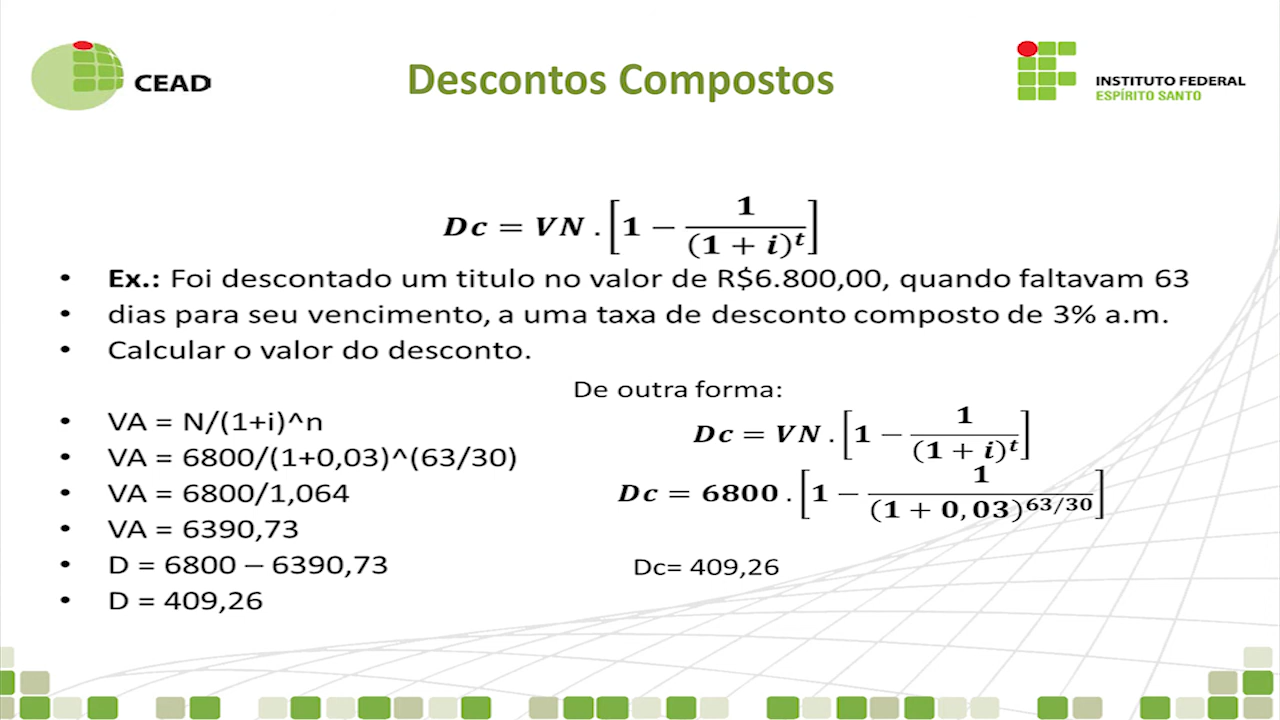 CEAD
Descontos Compostos
INSTITUTO FEDERAL
ESPÍRITO SANTO
Dc = VN . [1 − 1/(1 + i)^t]
• Ex.: Foi descontado um titulo no valor de R$6.800,00, quando faltavam 63
• dias para seu vencimento, a uma taxa de desconto composto de 3% a.m.
• Calcular o valor do desconto.
• VA = N/(1+i)^n
• VA = 6800/(1+0,03)^(63/30)
• VA = 6800/1,064
• VA = 6390,73
• D = 6800 – 6390,73
• D = 409,26
De outra forma:
Dc = VN . [1 − 1/(1 + i)^t]
Dc = 6800 . [1 − 1/(1 + 0,03)^63/30]
Dc= 409,26